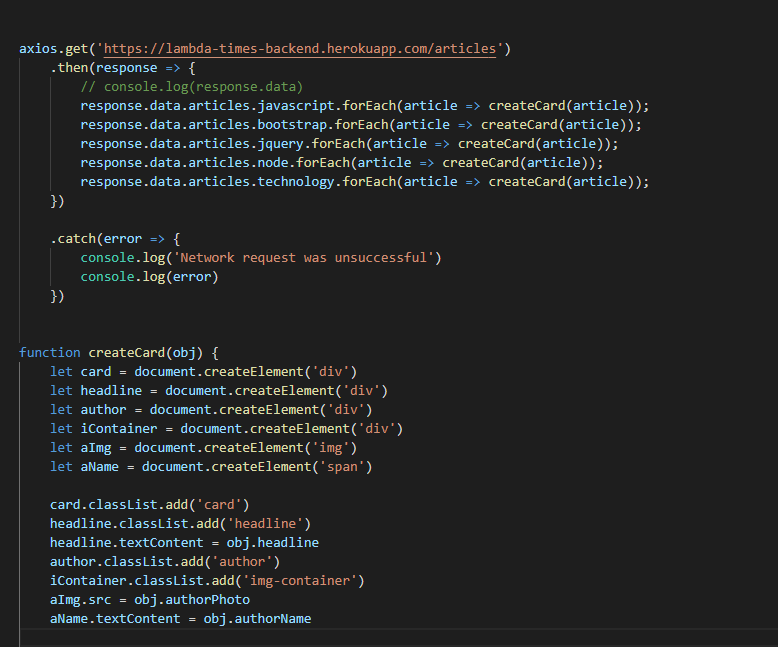 axios.get('https://lambda-times-backend.herokuapp.com/articles')
    .then(response => {
        // console.log(response.data)
        response.data.articles.javascript.forEach(article => createCard(article));
        response.data.articles.bootstrap.forEach(article => createCard(article));
        response.data.articles.jquery.forEach(article => createCard(article));
        response.data.articles.node.forEach(article => createCard(article));
        response.data.articles.technology.forEach(article => createCard(article));
    })

    .catch(error => {
        console.log('Network request was unsuccessful')
        console.log(error)
    })


function createCard(obj) {
    let card = document.createElement('div')
    let headline = document.createElement('div')
    let author = document.createElement('div')
    let iContainer = document.createElement('div')
    let aImg = document.createElement('img')
    let aName = document.createElement('span')

    card.classList.add('card')
    headline.classList.add('headline')
    headline.textContent = obj.headline
    author.classList.add('author')
    iContainer.classList.add('img-container')
    aImg.src = obj.authorPhoto
    aName.textContent = obj.authorName